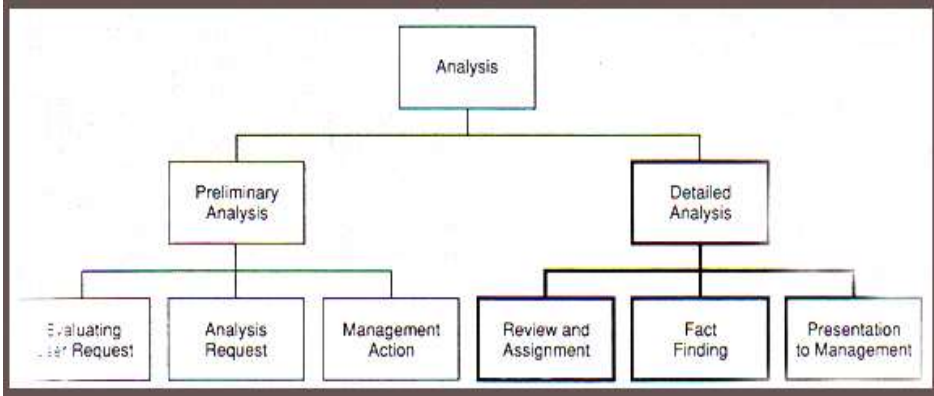 Analysis
Preliminary
Analysis
Detailed
Analysis
Evaluating
User Request
Analysis
Request
Management
Action
Review and
Assignment
Fact
Finding
Presentation
to Management